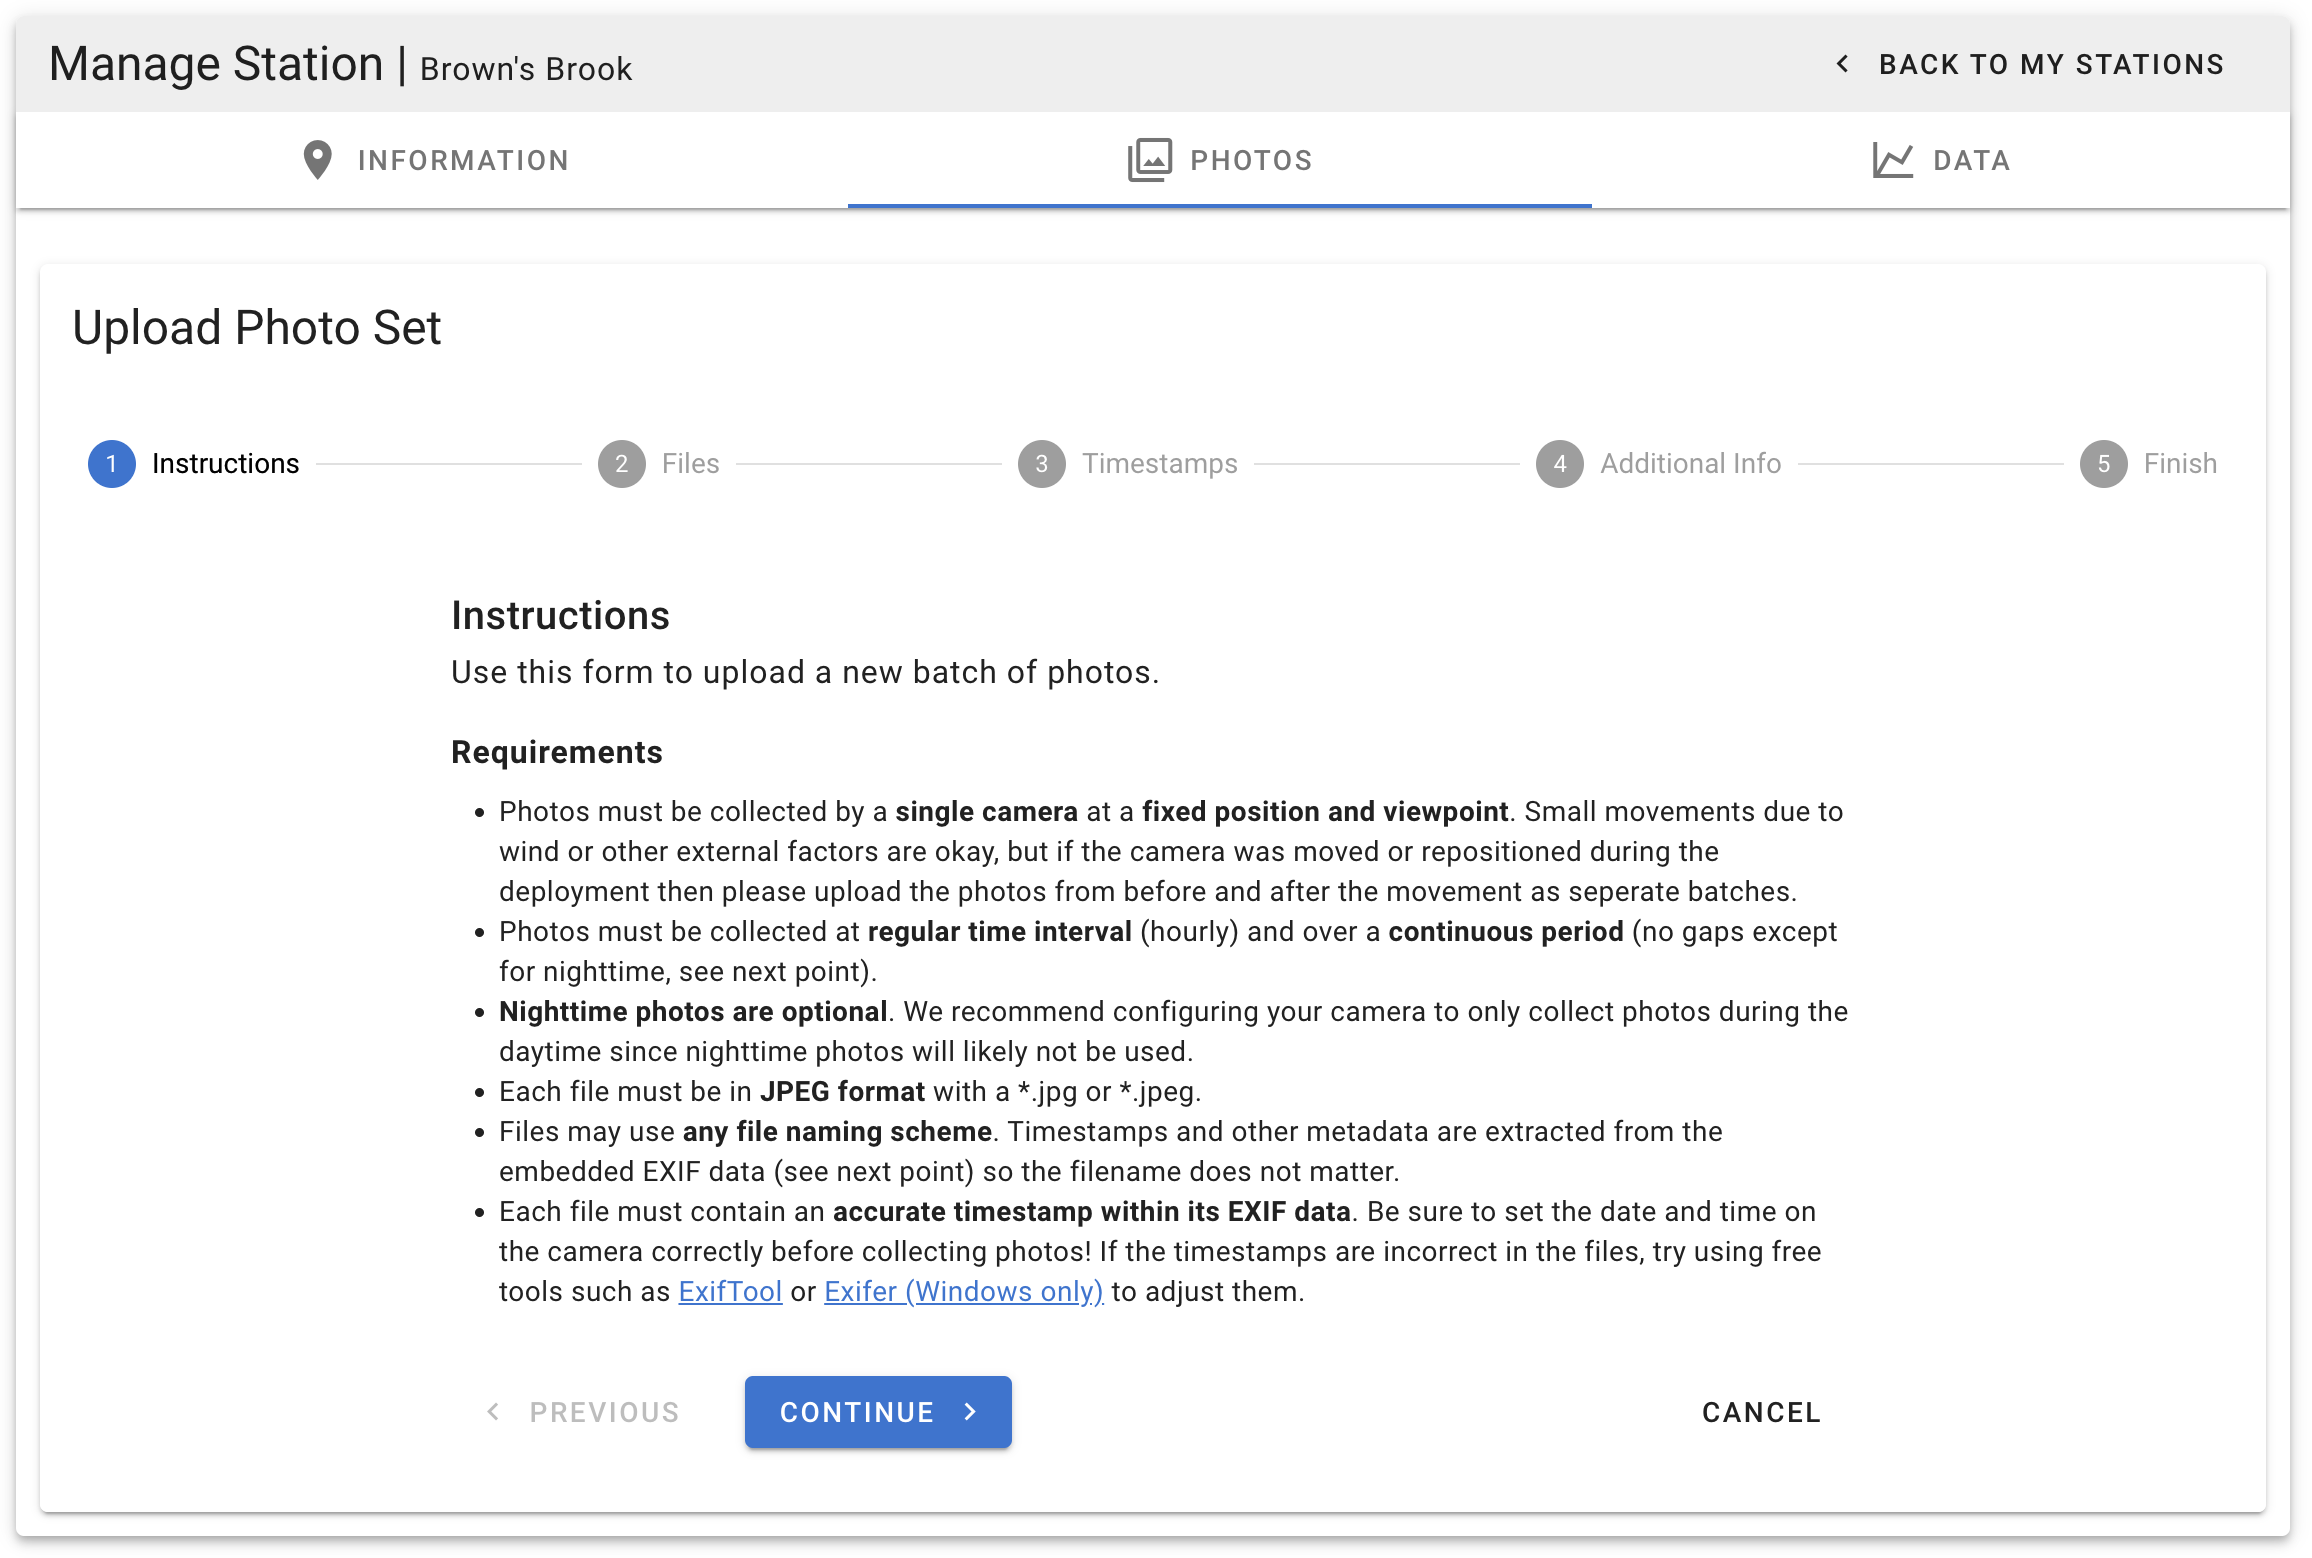 Manage Station | Brown's Brook
BACK TO MY STATIONS
INFORMATION
PHOTOS
DATA
Upload Photo Set
1 Instructions
2 Files
3 Timestamps
4 Additional Info
5 Finish
Instructions
Use this form to upload a new batch of photos.
Requirements
Photos must be collected by a single camera at a fixed position and viewpoint. Small movements due to
wind or other external factors are okay, but if the camera was moved or repositioned during the
deployment then please upload the photos from before and after the movement as seperate batches.
Photos must be collected at regular time interval (hourly) and over a continuous period (no gaps except
for nighttime, see next point).
Nighttime photos are optional. We recommend configuring your camera to only collect photos during the
daytime since nighttime photos will likely not be used.
Each file must be in JPEG format with a *.jpg or *.jpeg.
Files may use any file naming scheme. Timestamps and other metadata are extracted from the
embedded EXIF data (see next point) so the filename does not matter.
Each file must contain an accurate timestamp within its EXIF data. Be sure to set the date and time on
the camera correctly before collecting photos! If the timestamps are incorrect in the files, try using free
tools such as ExifTool or Exifer (Windows only) to adjust them.
PREVIOUS
CONTINUE
CANCEL